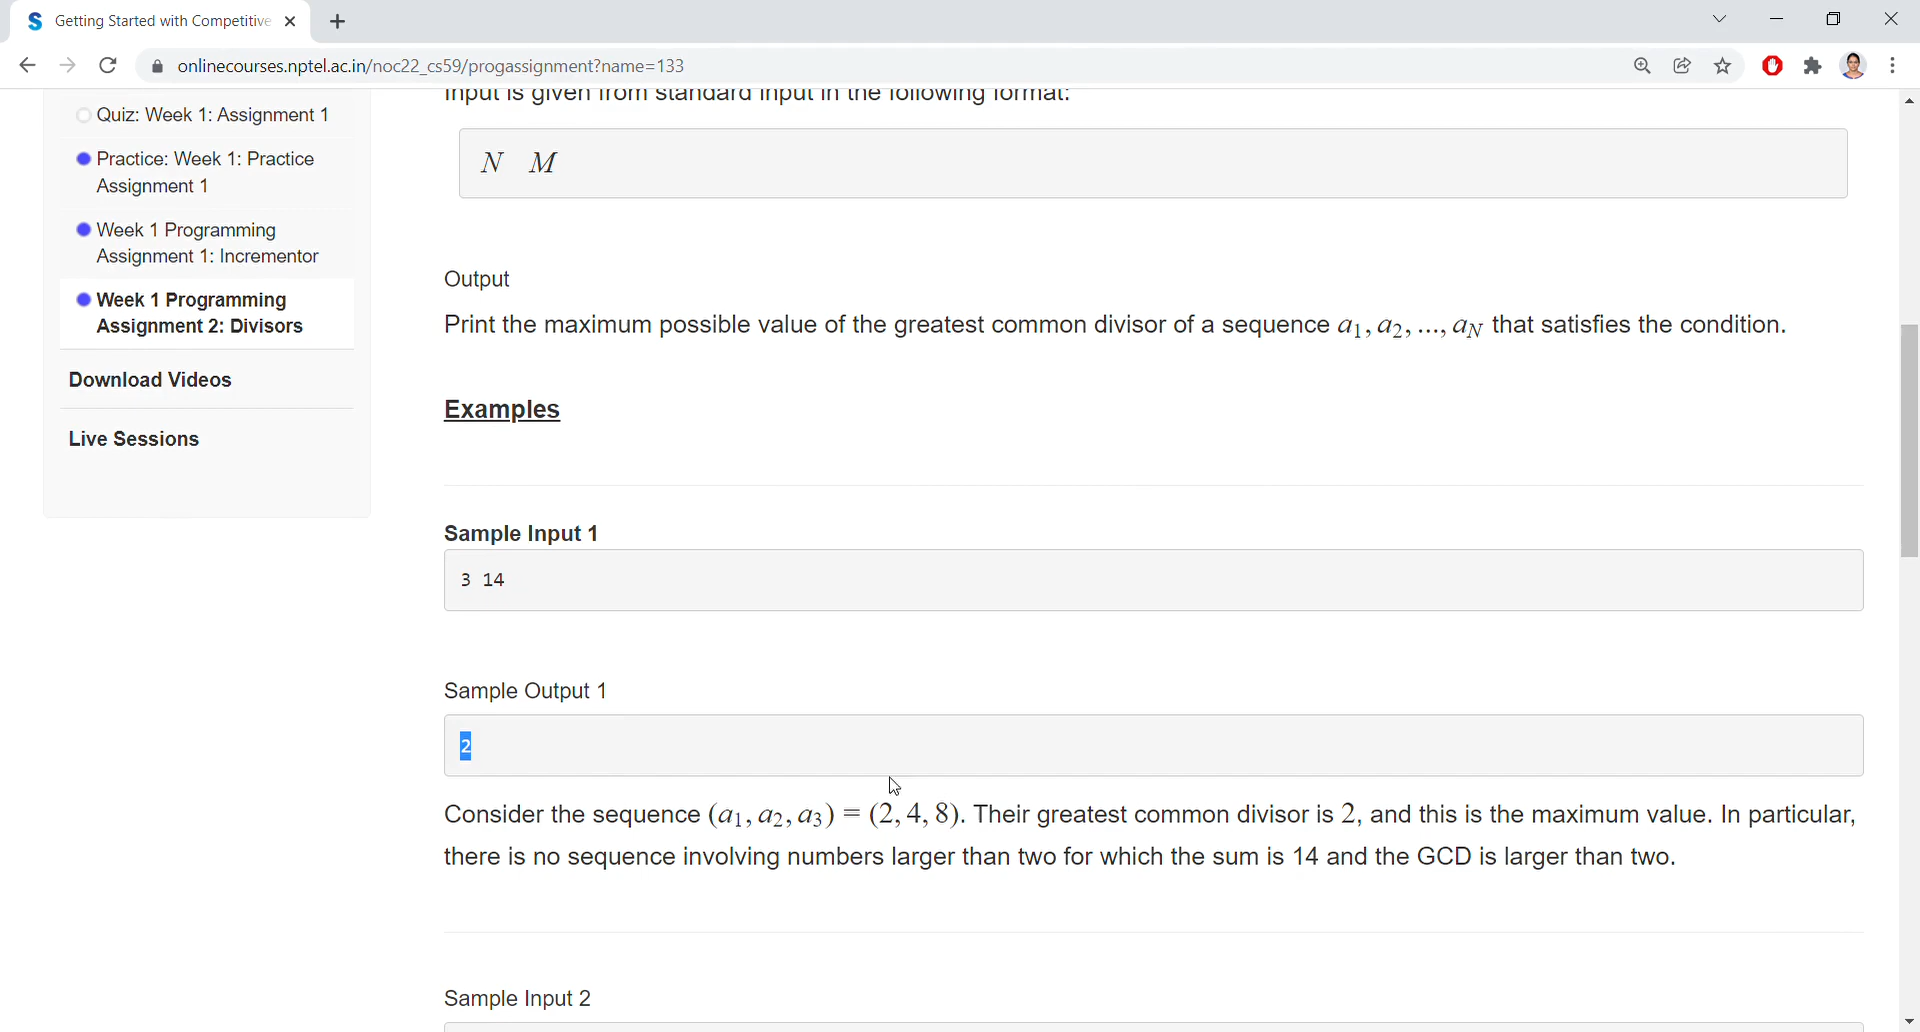 Getting Started with Competitive
onlinecourses.nptel.ac.in/noc22_cs59/progassignment?name=133
Quiz: Week 1: Assignment 1
Practice: Week 1: Practice
Assignment 1
Week 1 Programming
Assignment 1: Incrementor
Week 1 Programming
Assignment 2: Divisors
Download Videos
Live Sessions
Input is given from standard input in the following format:
N M
Output
Print the maximum possible value of the greatest common divisor of a sequence a₁, a₂, ..., a_N that satisfies the condition.
Examples
Sample Input 1
3 14
Sample Output 1
2
Consider the sequence (a₁, a₂, a₃) = (2, 4, 8). Their greatest common divisor is 2, and this is the maximum value. In particular,
there is no sequence involving numbers larger than two for which the sum is 14 and the GCD is larger than two.
Sample Input 2